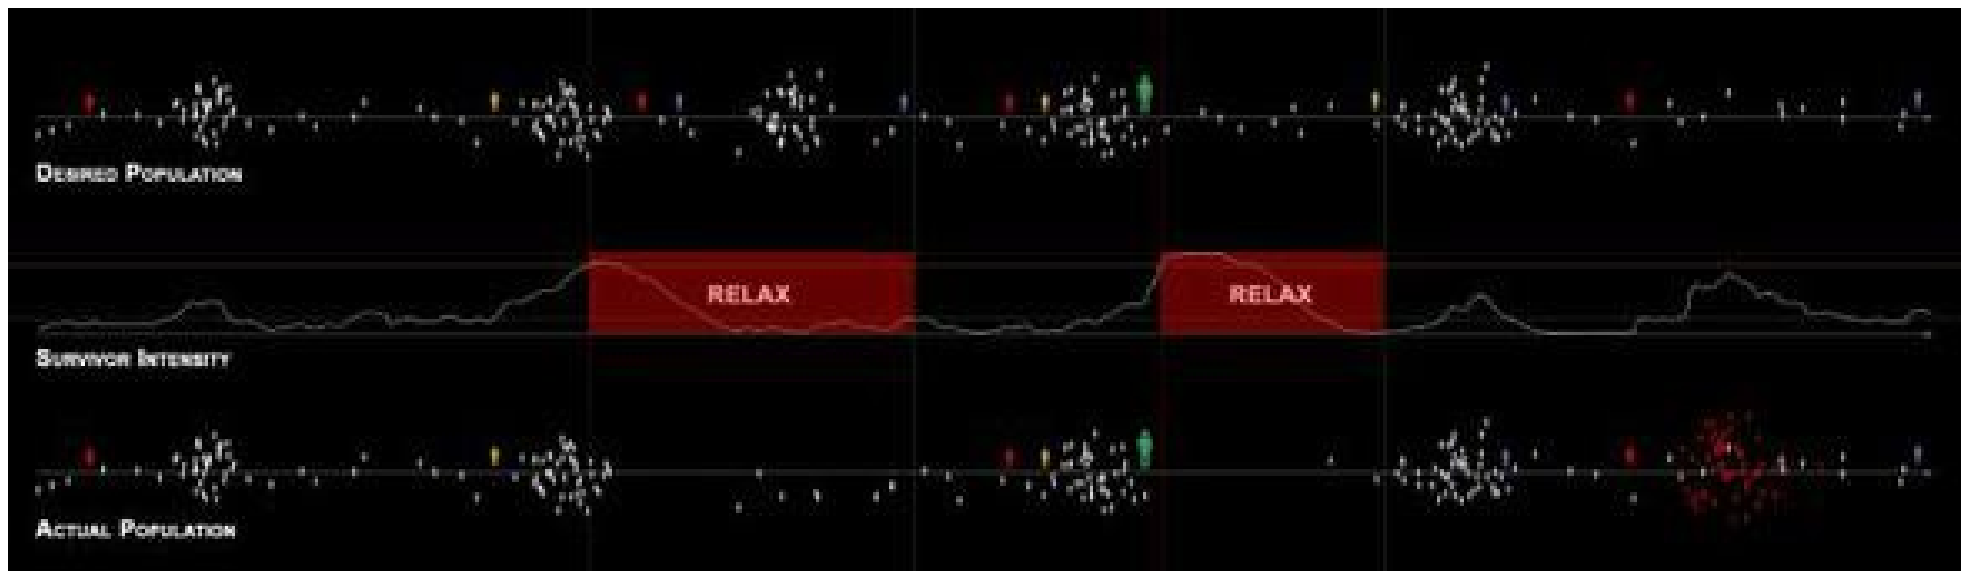 DESIRED POPULATION
RELAX
RELAX
SURVIVOR INTENSITY
ACTUAL POPULATION